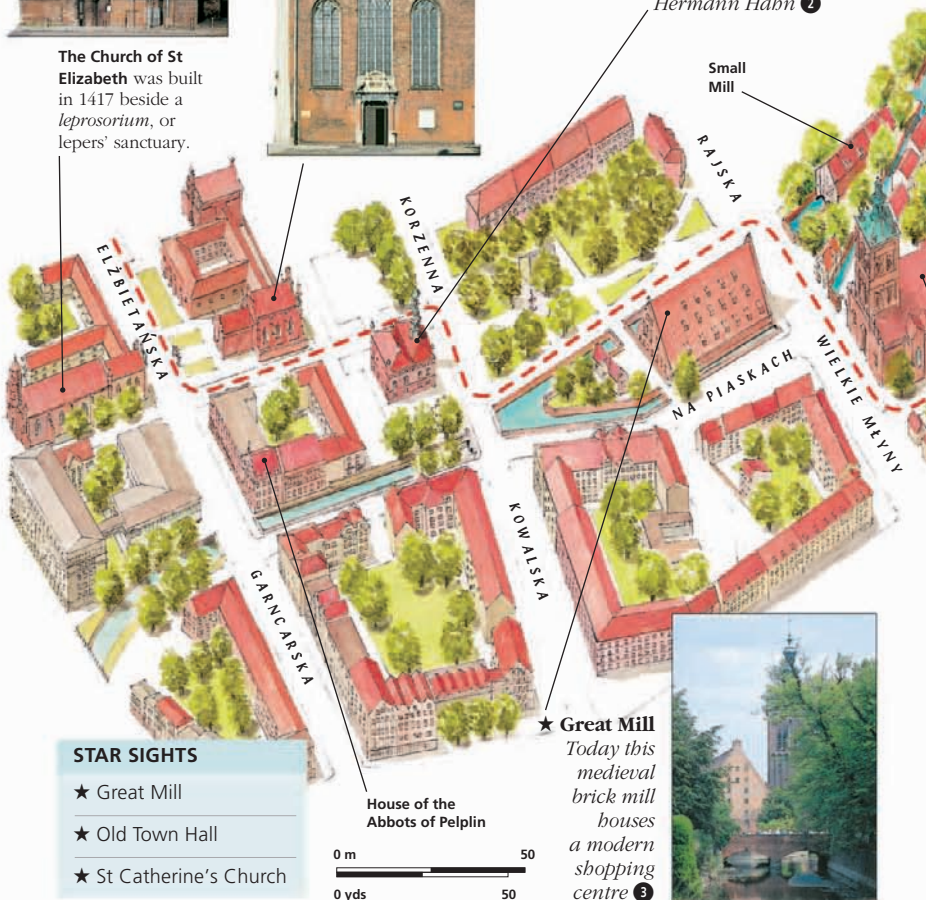 Hermann Hahn 2
The Church of St
Elizabeth was built
in 1417 beside a
leprosorium, or
lepers' sanctuary.
Small
Mill
RAJSKA
KORZENNA
ELŻBIETAŃSKA
NA PIASKACH
WIELKIE MŁYNY
KOWALSKA
GARNCARSKA
★ Great Mill
Today this
medieval
brick mill
houses
a modern
shopping
centre 3
STAR SIGHTS
★ Great Mill
★ Old Town Hall
★ St Catherine's Church
House of the
Abbots of Pelplin
0 m 50
0 yds 50